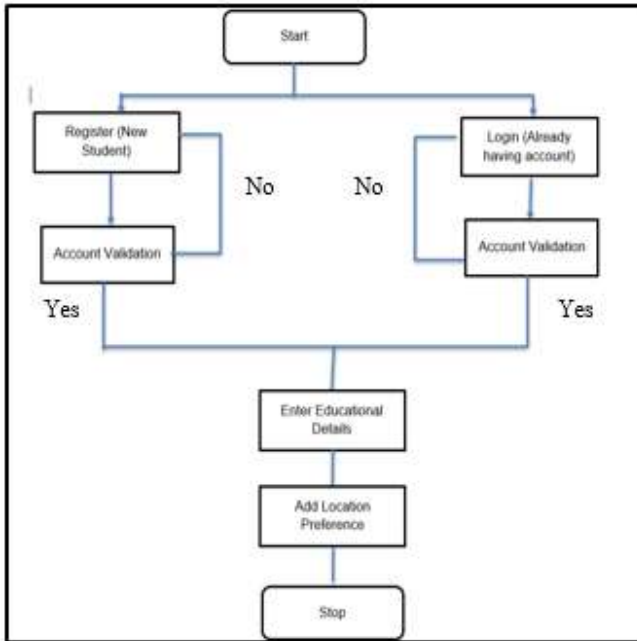 Start
Register (New
Student)
Login (Already
having account)
No
No
Account Validation
Account Validation
Yes
Yes
Enter Educational
Details
Add Location
Preference
Stop